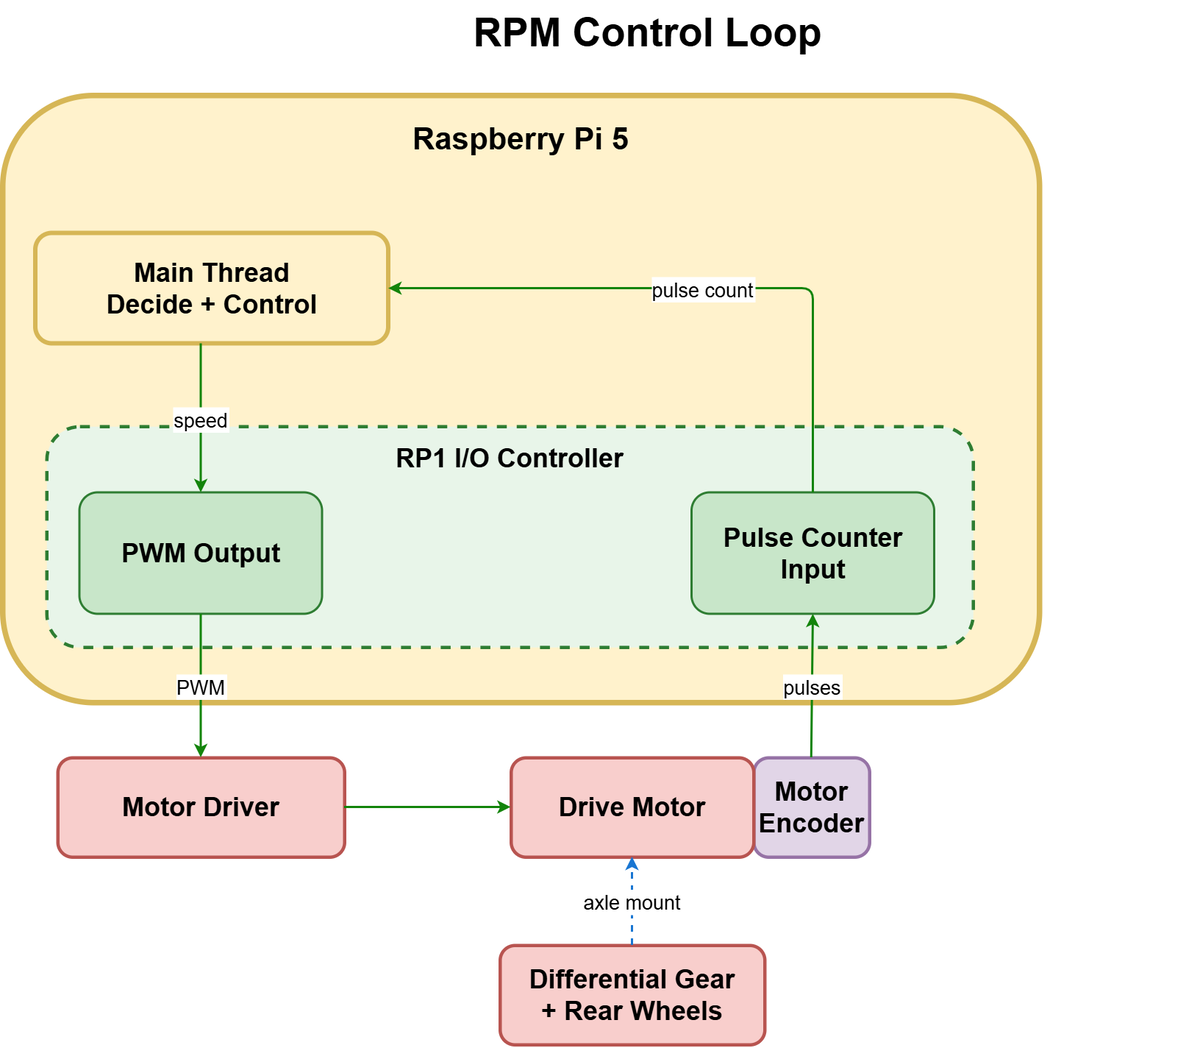 RPM Control Loop
Raspberry Pi 5
Main Thread
Decide + Control
pulse count
speed
RP1 I/O Controller
PWM Output
Pulse Counter
Input
PWM
pulses
Motor Driver
Drive Motor
Motor
Encoder
axle mount
Differential Gear
+ Rear Wheels